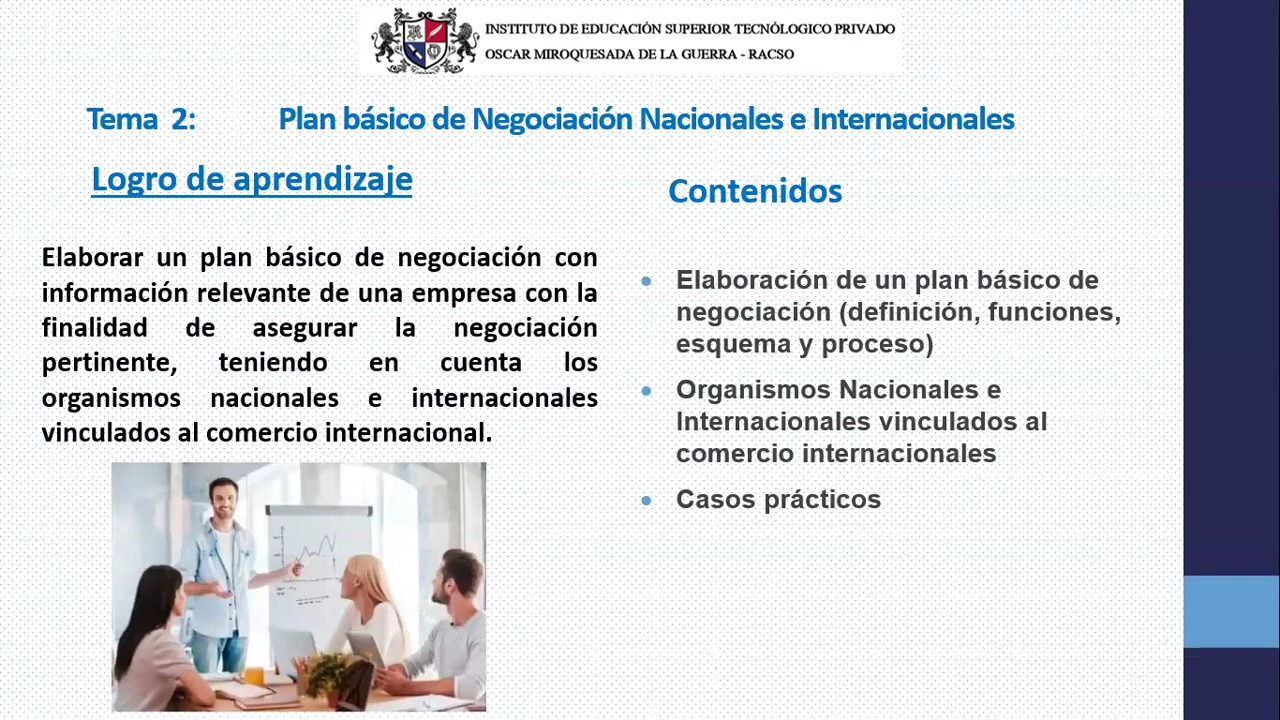 INSTITUTO DE EDUCACIÓN SUPERIOR TECNÓLOGICO PRIVADO
OSCAR MIROQUESADA DE LA GUERRA - RACSO
Tema 2: Plan básico de Negociación Nacionales e Internacionales
Logro de aprendizaje
Elaborar un plan básico de negociación con
información relevante de una empresa con la
finalidad de asegurar la negociación
pertinente, teniendo en cuenta los
organismos nacionales e internacionales
vinculados al comercio internacional.
Contenidos
Elaboración de un plan básico de
negociación (definición, funciones,
esquema y proceso)
Organismos Nacionales e
Internacionales vinculados al
comercio internacionales
Casos prácticos